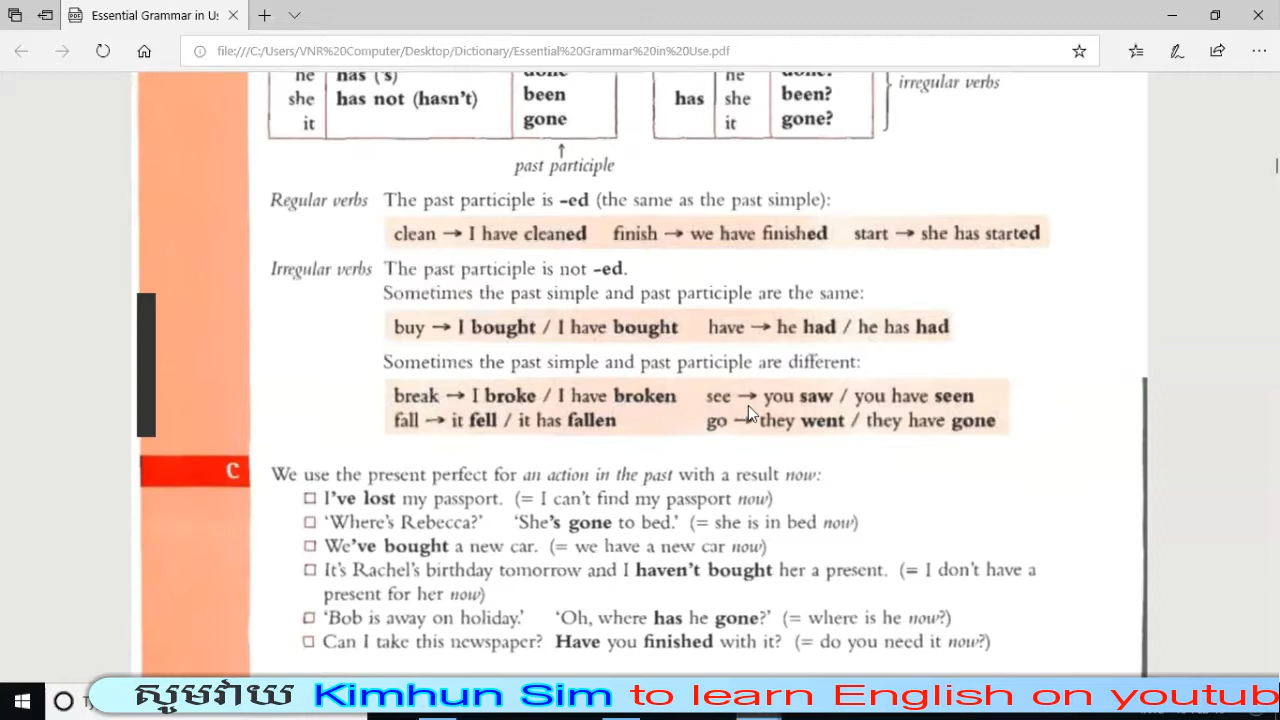 Essential Grammar in Us
file:///C:/Users/VNR%20Computer/Desktop/Dictionary/Essential%20Grammar%20in%20Use.pdf
he has ('s) done he done?
she has not (hasn't) been has she been?
it gone it gone?
irregular verbs
past participle
Regular verbs The past participle is -ed (the same as the past simple):
clean → I have cleaned finish → we have finished start → she has started
Irregular verbs The past participle is not -ed.
Sometimes the past simple and past participle are the same:
buy → I bought / I have bought have → he had / he has had
Sometimes the past simple and past participle are different:
break → I broke / I have broken see → you saw / you have seen
fall → it fell / it has fallen go → they went / they have gone
C
We use the present perfect for an action in the past with a result now:
I've lost my passport. (= I can't find my passport now)
'Where's Rebecca?' 'She's gone to bed.' (= she is in bed now)
We've bought a new car. (= we have a new car now)
It's Rachel's birthday tomorrow and I haven't bought her a present. (= I don't have a
present for her now)
'Bob is away on holiday.' 'Oh, where has he gone?' (= where is he now?)
Can I take this newspaper? Have you finished with it? (= do you need it now?)
សូមវាយ Kimhun Sim to learn English on youtub